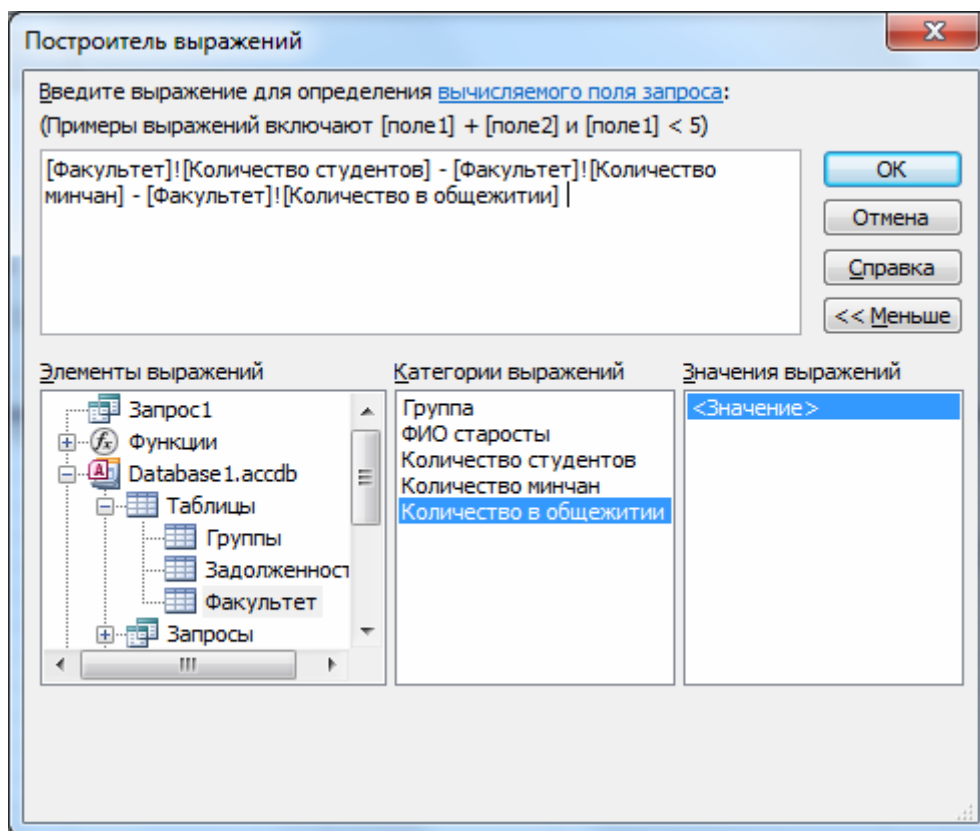 Построитель выражений
Введите выражение для определения вычисляемого поля запроса:
(Примеры выражений включают [поле1] + [поле2] и [поле1] < 5)
[Факультет]![Количество студентов] - [Факультет]![Количество
минчан] - [Факультет]![Количество в общежитии]
ОК
Отмена
Справка
<< Меньше
Элементы выражений
Запрос1
Функции
Database1.accdb
Таблицы
Группы
Задолженност
Факультет
Запросы
Категории выражений
Группа
ФИО старосты
Количество студентов
Количество минчан
Количество в общежитии
Значения выражений
<Значение>